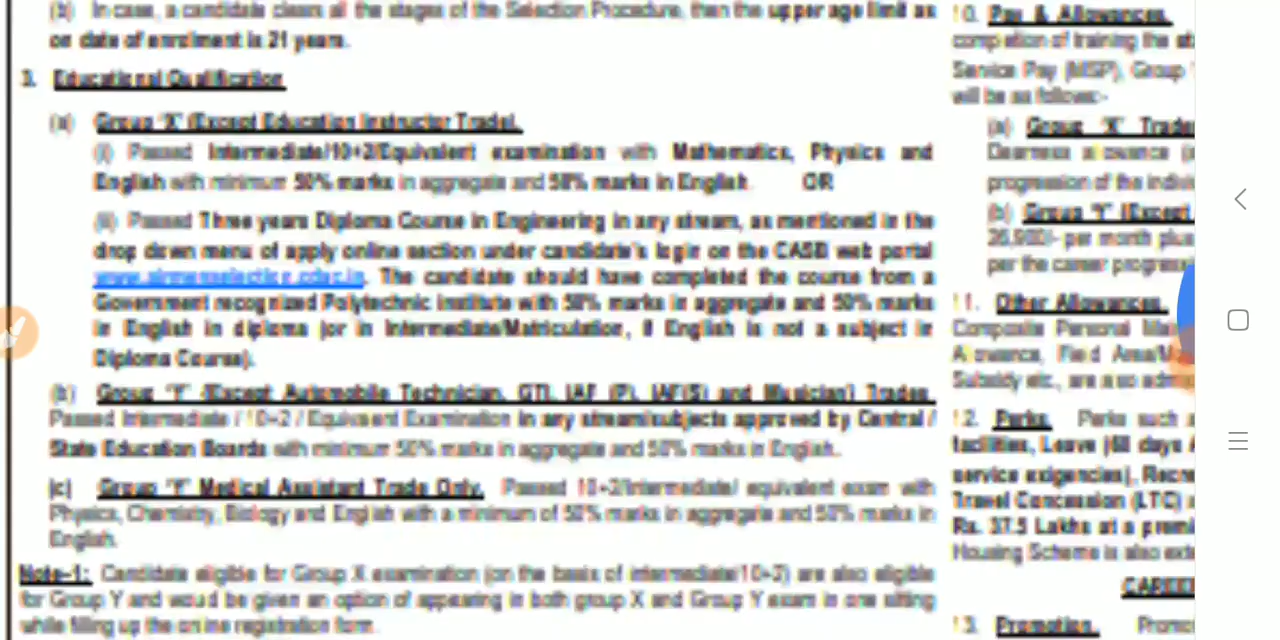 (b) In case, a candidate clears all the stages of the Selection Procedure, then the upper age limit as
on date of enrolment is 21 years.
3. Educational Qualification
(a) Group 'X' (Except Education Instructor Trade).
(i) Passed Intermediate/10+2/Equivalent examination with Mathematics, Physics and
English with minimum 50% marks in aggregate and 50% marks in English. OR
(ii) Passed Three years Diploma Course in Engineering in any stream, as mentioned in the
drop down menu of apply online section under candidate's login on the CASB web portal
www.airmenselection.cdac.in. The candidate should have completed the course from a
Government recognized Polytechnic institute with 50% marks in aggregate and 50% marks
in English in diploma (or in Intermediate/Matriculation, if English is not a subject in
Diploma Course).
(b) Group 'Y' (Except Automobile Technician, GTI, IAF (P), IAF(S) and Musician) Trades.
Passed Intermediate / 10+2 / Equivalent Examination in any stream/subjects approved by Central /
State Education Boards with minimum 50% marks in aggregate and 50% marks in English.
(c) Group 'Y' Medical Assistant Trade Only. Passed 10+2/Intermediate/ equivalent exam with
Physics, Chemistry, Biology and English with a minimum of 50% marks in aggregate and 50% marks in
English.
Note-1: Candidate eligible for Group X examination (on the basis of intermediate/10+2) are also eligible
for Group Y and would be given an option of appearing in both group X and Group Y exam in one sitting
while filling up the online registration form.
10. Pay & Allowances.
completion of training the
Service Pay (MSP), Group
will be as follows:-
(a) Group 'X' Trade
Dearness allowance
progression of the
(b) Group 'Y' (Except
26,900/- per month plus
per the career
11. Other Allowances.
Composite Personal
Allowance, Field
Subsidy etc., are also
12. Perks. Perks such
facilities, Leave (60 days
service exigencies),
Travel Concession (LTC)
Rs. 37.5 Lakhs at a
Housing Scheme is also
13. Promotion.